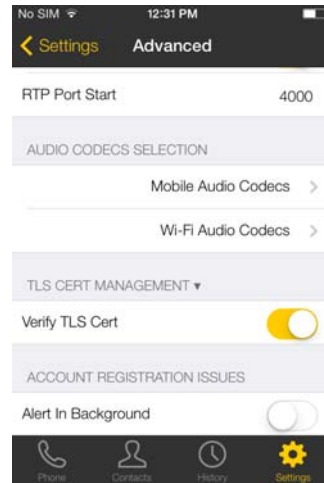 No SIM 12:31 PM
Settings Advanced
RTP Port Start 4000
AUDIO CODECS SELECTION
Mobile Audio Codecs >
Wi-Fi Audio Codecs >
TLS CERT MANAGEMENT ▾
Verify TLS Cert
ACCOUNT REGISTRATION ISSUES
Alert In Background
Phone Contacts History Settings